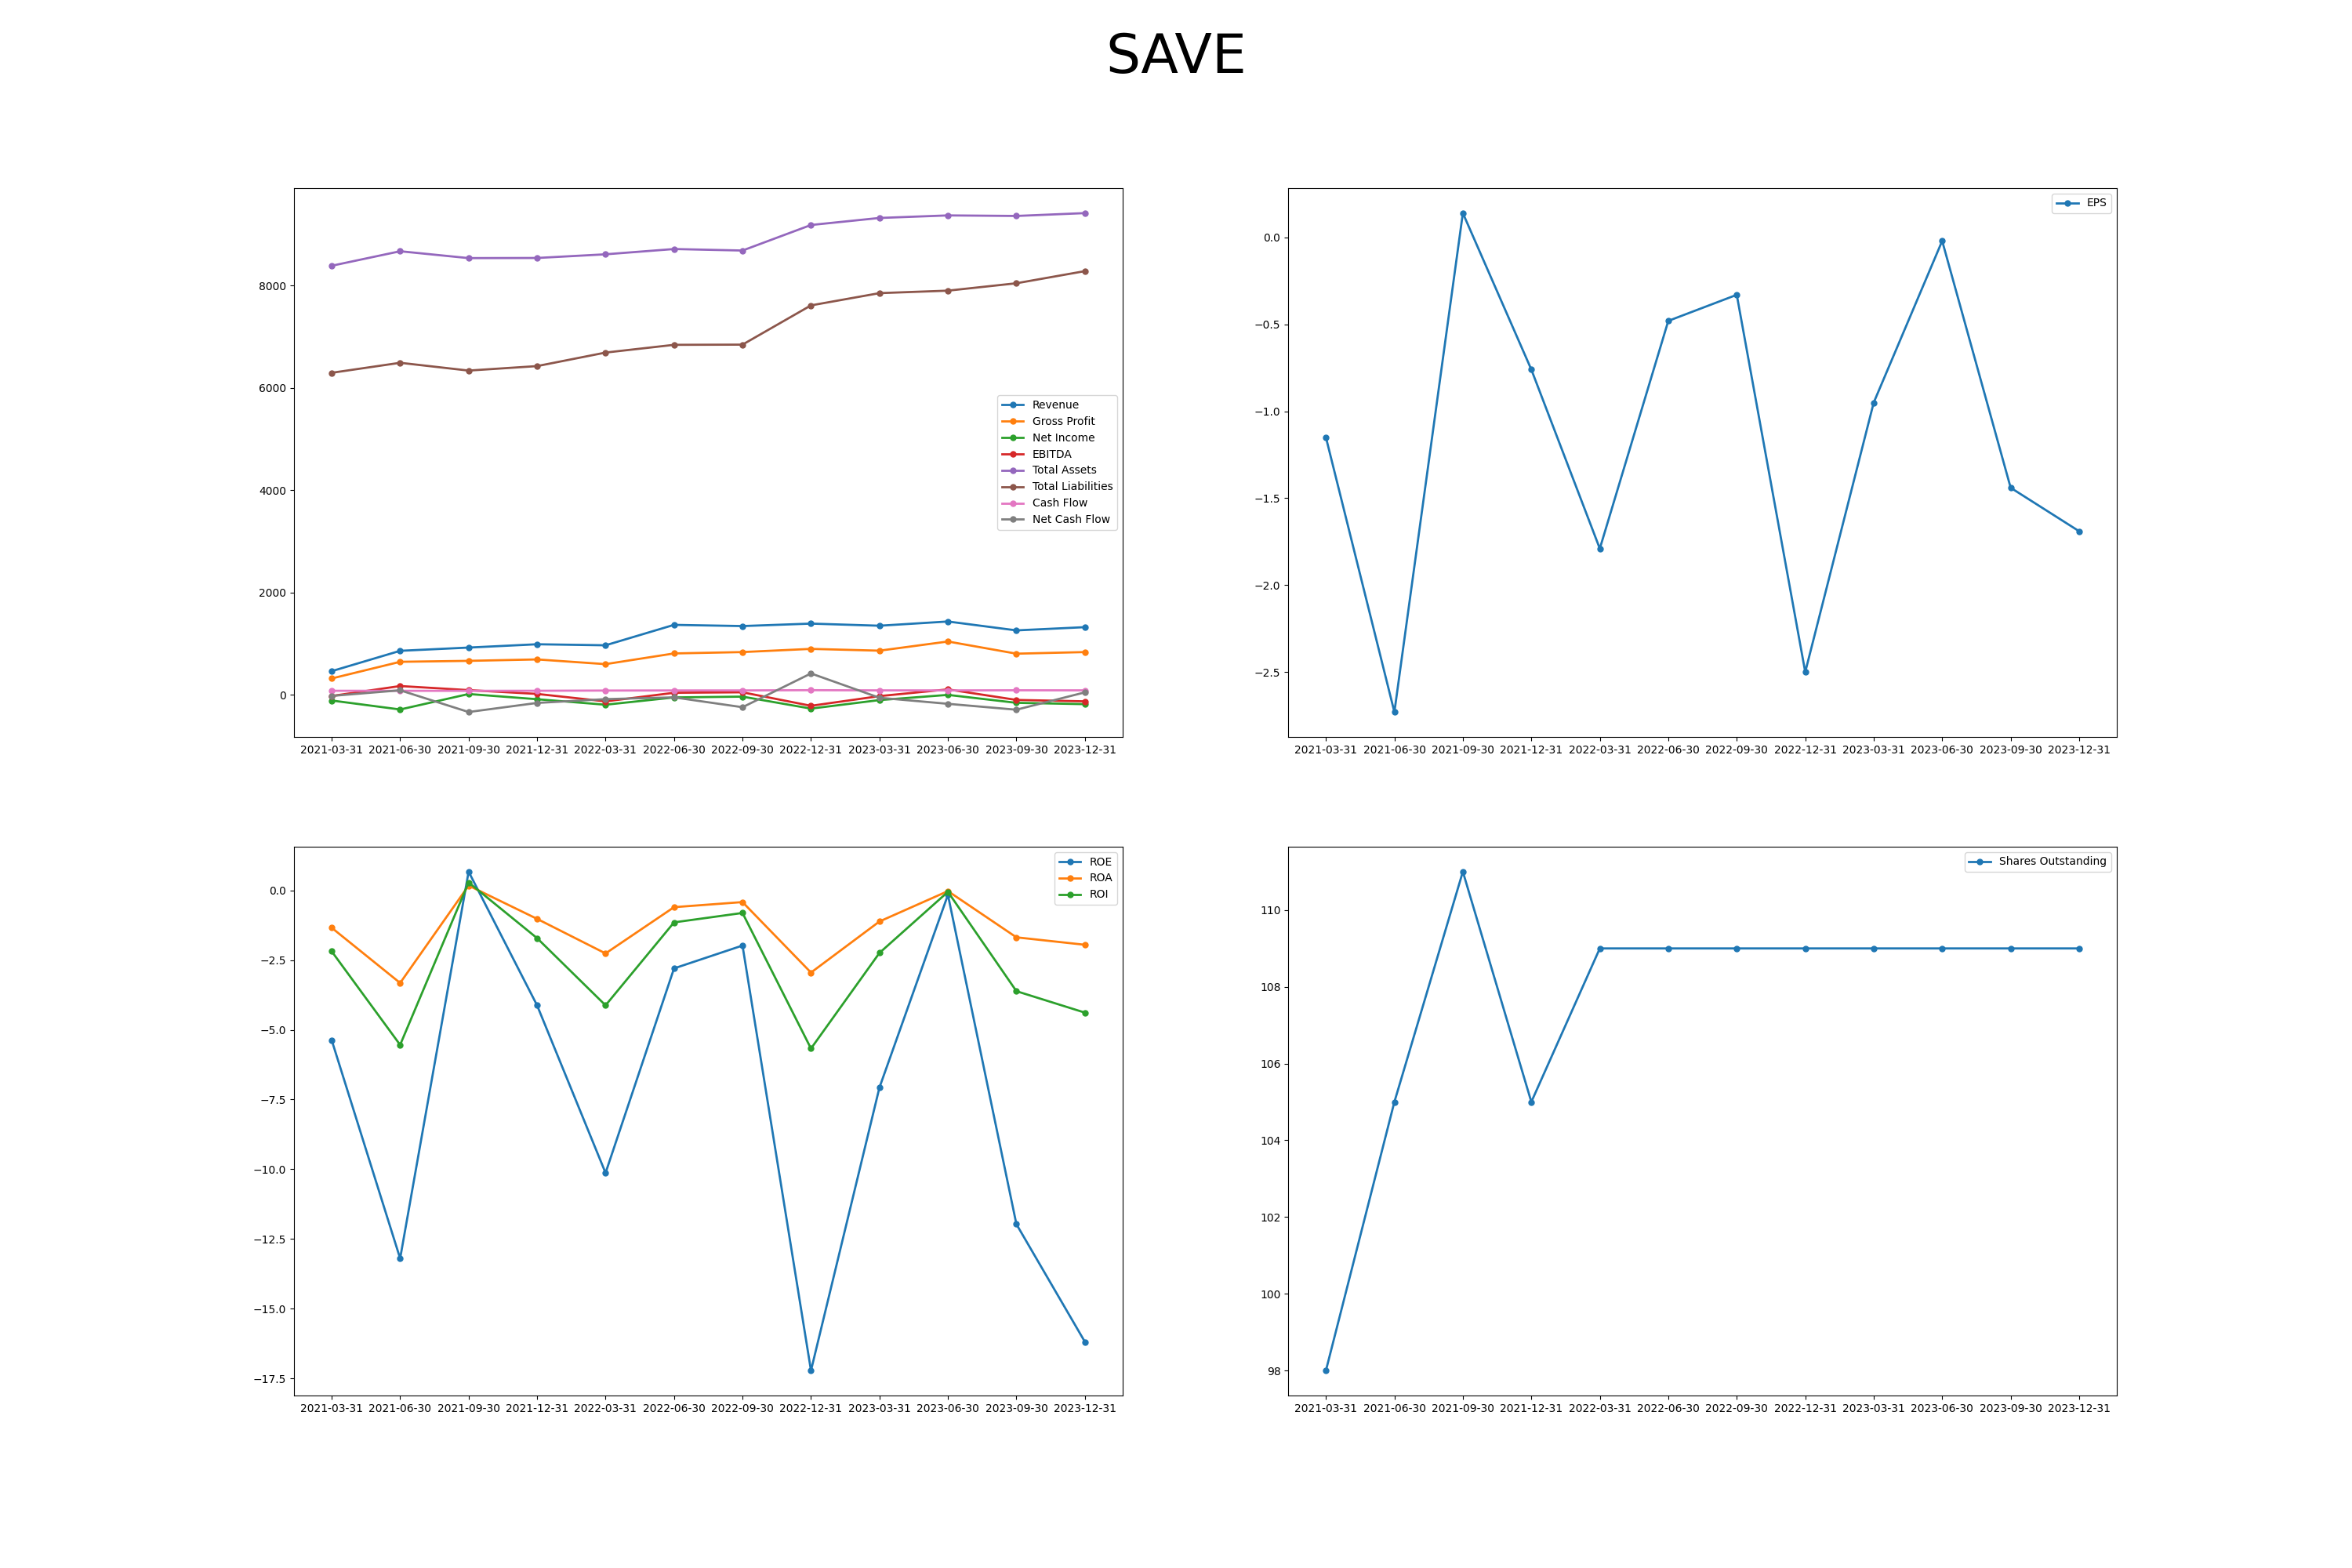 SAVE
8000
6000
4000
2000
0
Revenue
Gross Profit
Net Income
EBITDA
Total Assets
Total Liabilities
Cash Flow
Net Cash Flow
2021-03-31 2021-06-30 2021-09-30 2021-12-31 2022-03-31 2022-06-30 2022-09-30 2022-12-31 2023-03-31 2023-06-30 2023-09-30 2023-12-31
EPS
0.0
−0.5
−1.0
−1.5
−2.0
−2.5
2021-03-31 2021-06-30 2021-09-30 2021-12-31 2022-03-31 2022-06-30 2022-09-30 2022-12-31 2023-03-31 2023-06-30 2023-09-30 2023-12-31
ROE
ROA
ROI
0.0
−2.5
−5.0
−7.5
−10.0
−12.5
−15.0
−17.5
2021-03-31 2021-06-30 2021-09-30 2021-12-31 2022-03-31 2022-06-30 2022-09-30 2022-12-31 2023-03-31 2023-06-30 2023-09-30 2023-12-31
Shares Outstanding
110
108
106
104
102
100
98
2021-03-31 2021-06-30 2021-09-30 2021-12-31 2022-03-31 2022-06-30 2022-09-30 2022-12-31 2023-03-31 2023-06-30 2023-09-30 2023-12-31